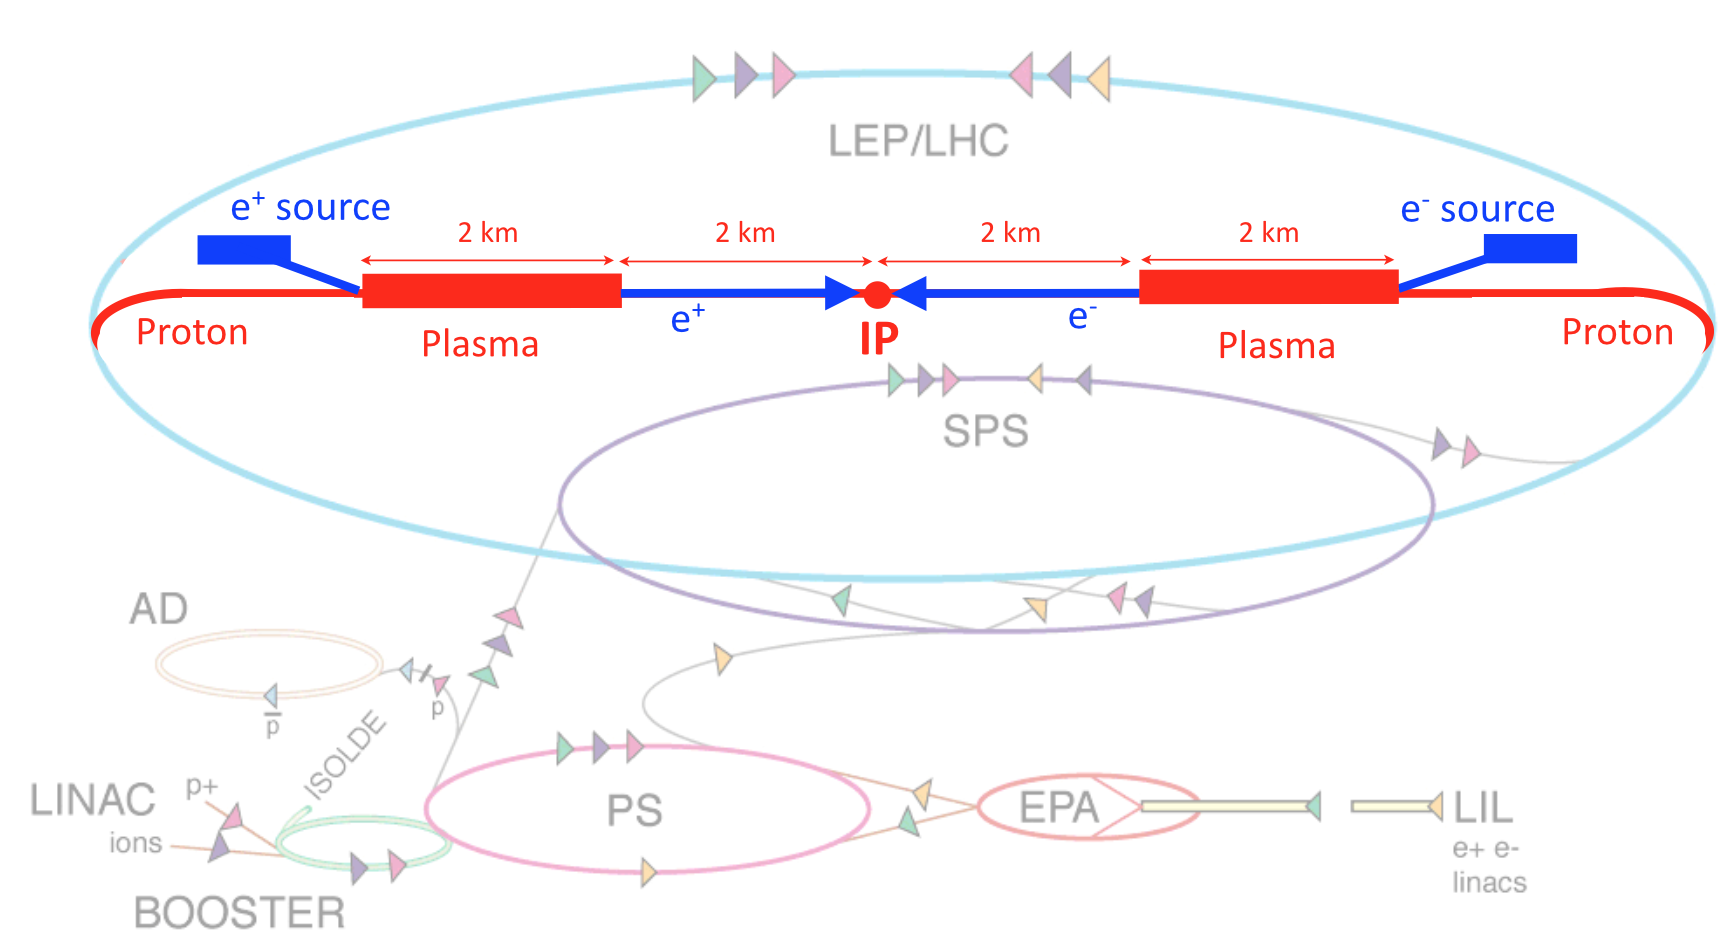 LEP/LHC
e+ source
e- source
2 km
2 km
2 km
2 km
Proton
Plasma
e+
IP
e-
Plasma
Proton
SPS
AD
p
p̅
ISOLDE
LINAC
p+
ions
BOOSTER
PS
EPA
LIL
e+ e-
linacs